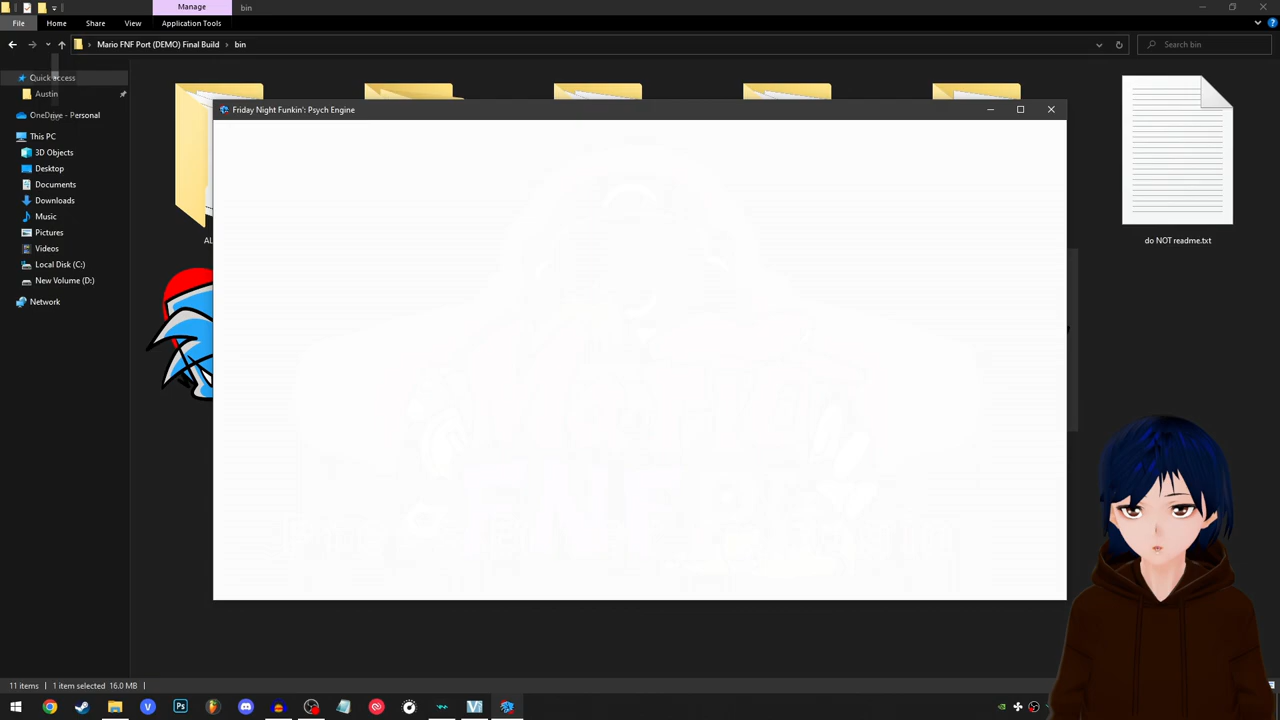 Manage
bin
File
Home
Share
View
Application Tools
Mario FNF Port (DEMO) Final Build
bin
Search bin
Quick access
Austin
OneDrive - Personal
This PC
3D Objects
Desktop
Documents
Downloads
Music
Pictures
Videos
Local Disk (C:)
New Volume (D:)
Network
Friday Night Funkin': Psych Engine
AL
do NOT readme.txt
11 items
1 item selected 16.0 MB